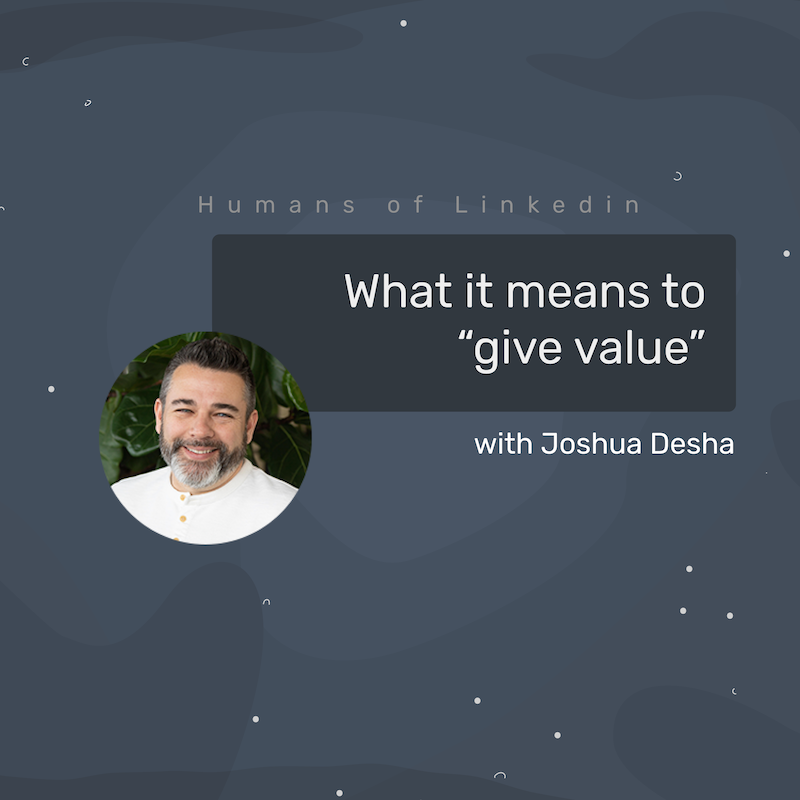 Humans of Linkedin
What it means to
“give value”
with Joshua Desha